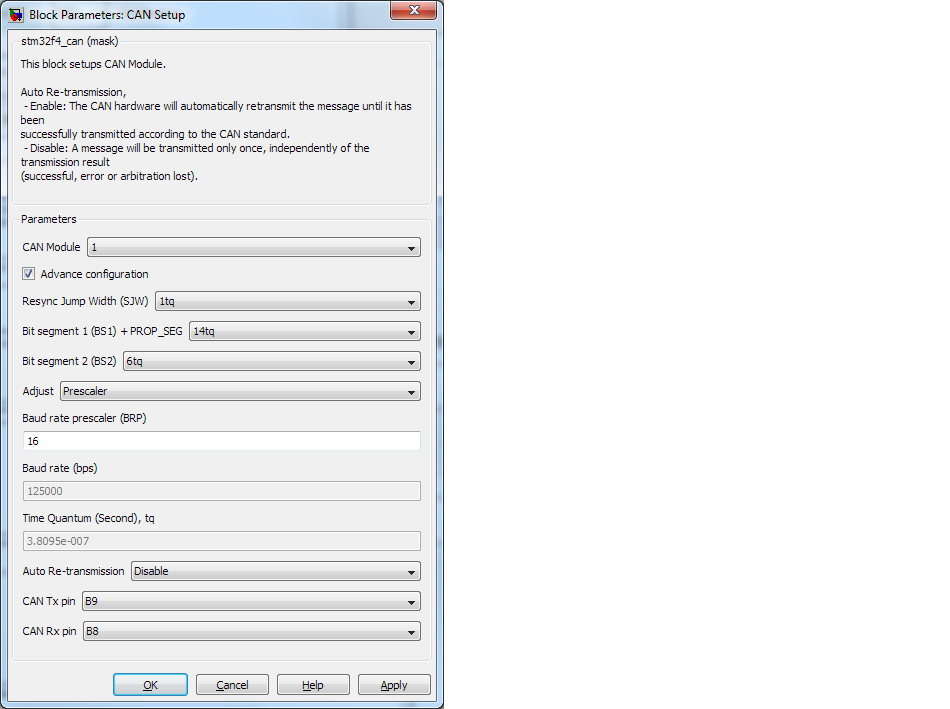 Block Parameters: CAN Setup
stm32f4_can (mask)
This block setups CAN Module.
Auto Re-transmission,
- Enable: The CAN hardware will automatically retransmit the message until it has
been
successfully transmitted according to the CAN standard.
- Disable: A message will be transmitted only once, independently of the
transmission result
(successful, error or arbitration lost).
Parameters
CAN Module 1
Advance configuration
Resync Jump Width (SJW) 1tq
Bit segment 1 (BS1) + PROP_SEG 14tq
Bit segment 2 (BS2) 6tq
Adjust Prescaler
Baud rate prescaler (BRP)
16
Baud rate (bps)
125000
Time Quantum (Second), tq
3.8095e-007
Auto Re-transmission Disable
CAN Tx pin B9
CAN Rx pin B8
OK Cancel Help Apply